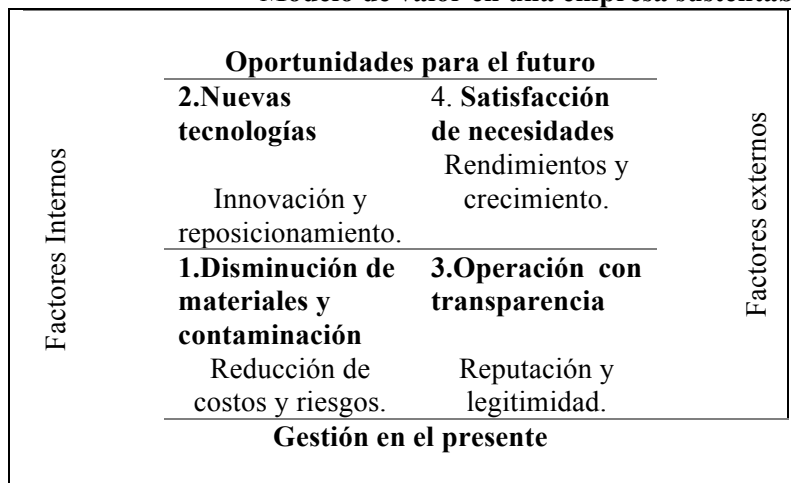 Modelo de valor en una empresa
Oportunidades para el futuro
2.Nuevas tecnologías
Innovación y reposicionamiento.
4. Satisfacción de necesidades
Rendimientos y crecimiento.
Factores Internos
Factores externos
1.Disminución de materiales y contaminación
Reducción de costos y riesgos.
3.Operación con transparencia
Reputación y legitimidad.
Gestión en el presente